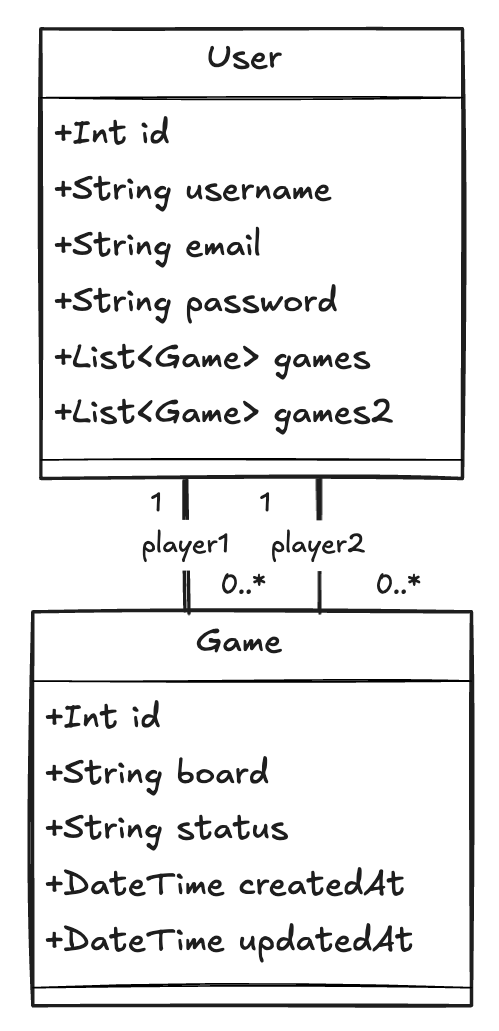 User
+Int id
+String username
+String email
+String password
+List<Game> games
+List<Game> games2
1 1
player1 player2
0..* 0..*
Game
+Int id
+String board
+String status
+DateTime createdAt
+DateTime updatedAt